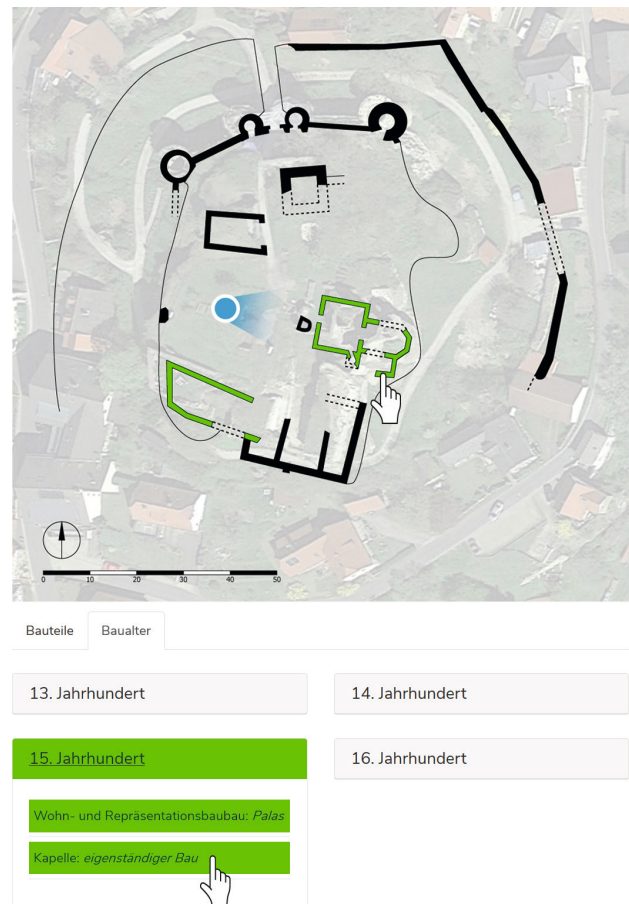 0 10 20 30 40 50
Bauteile Baualter
13. Jahrhundert
14. Jahrhundert
15. Jahrhundert
16. Jahrhundert
Wohn- und Repräsentationsbaubau: Palas
Kapelle: eigenständiger Bau